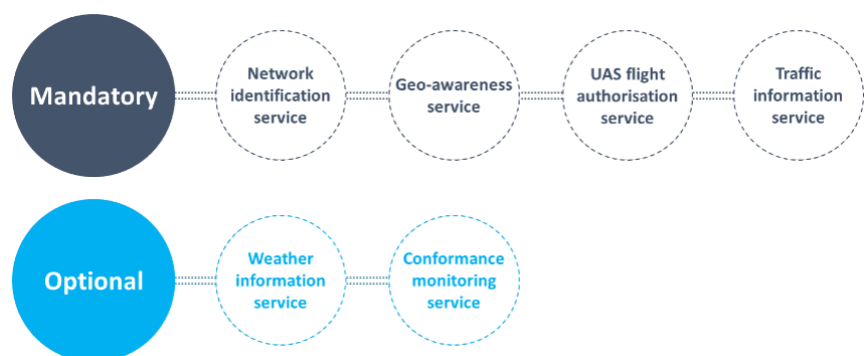 Mandatory
Network
identification
service
Geo-awareness
service
UAS flight
authorisation
service
Traffic
information
service
Optional
Weather
information
service
Conformance
monitoring
service